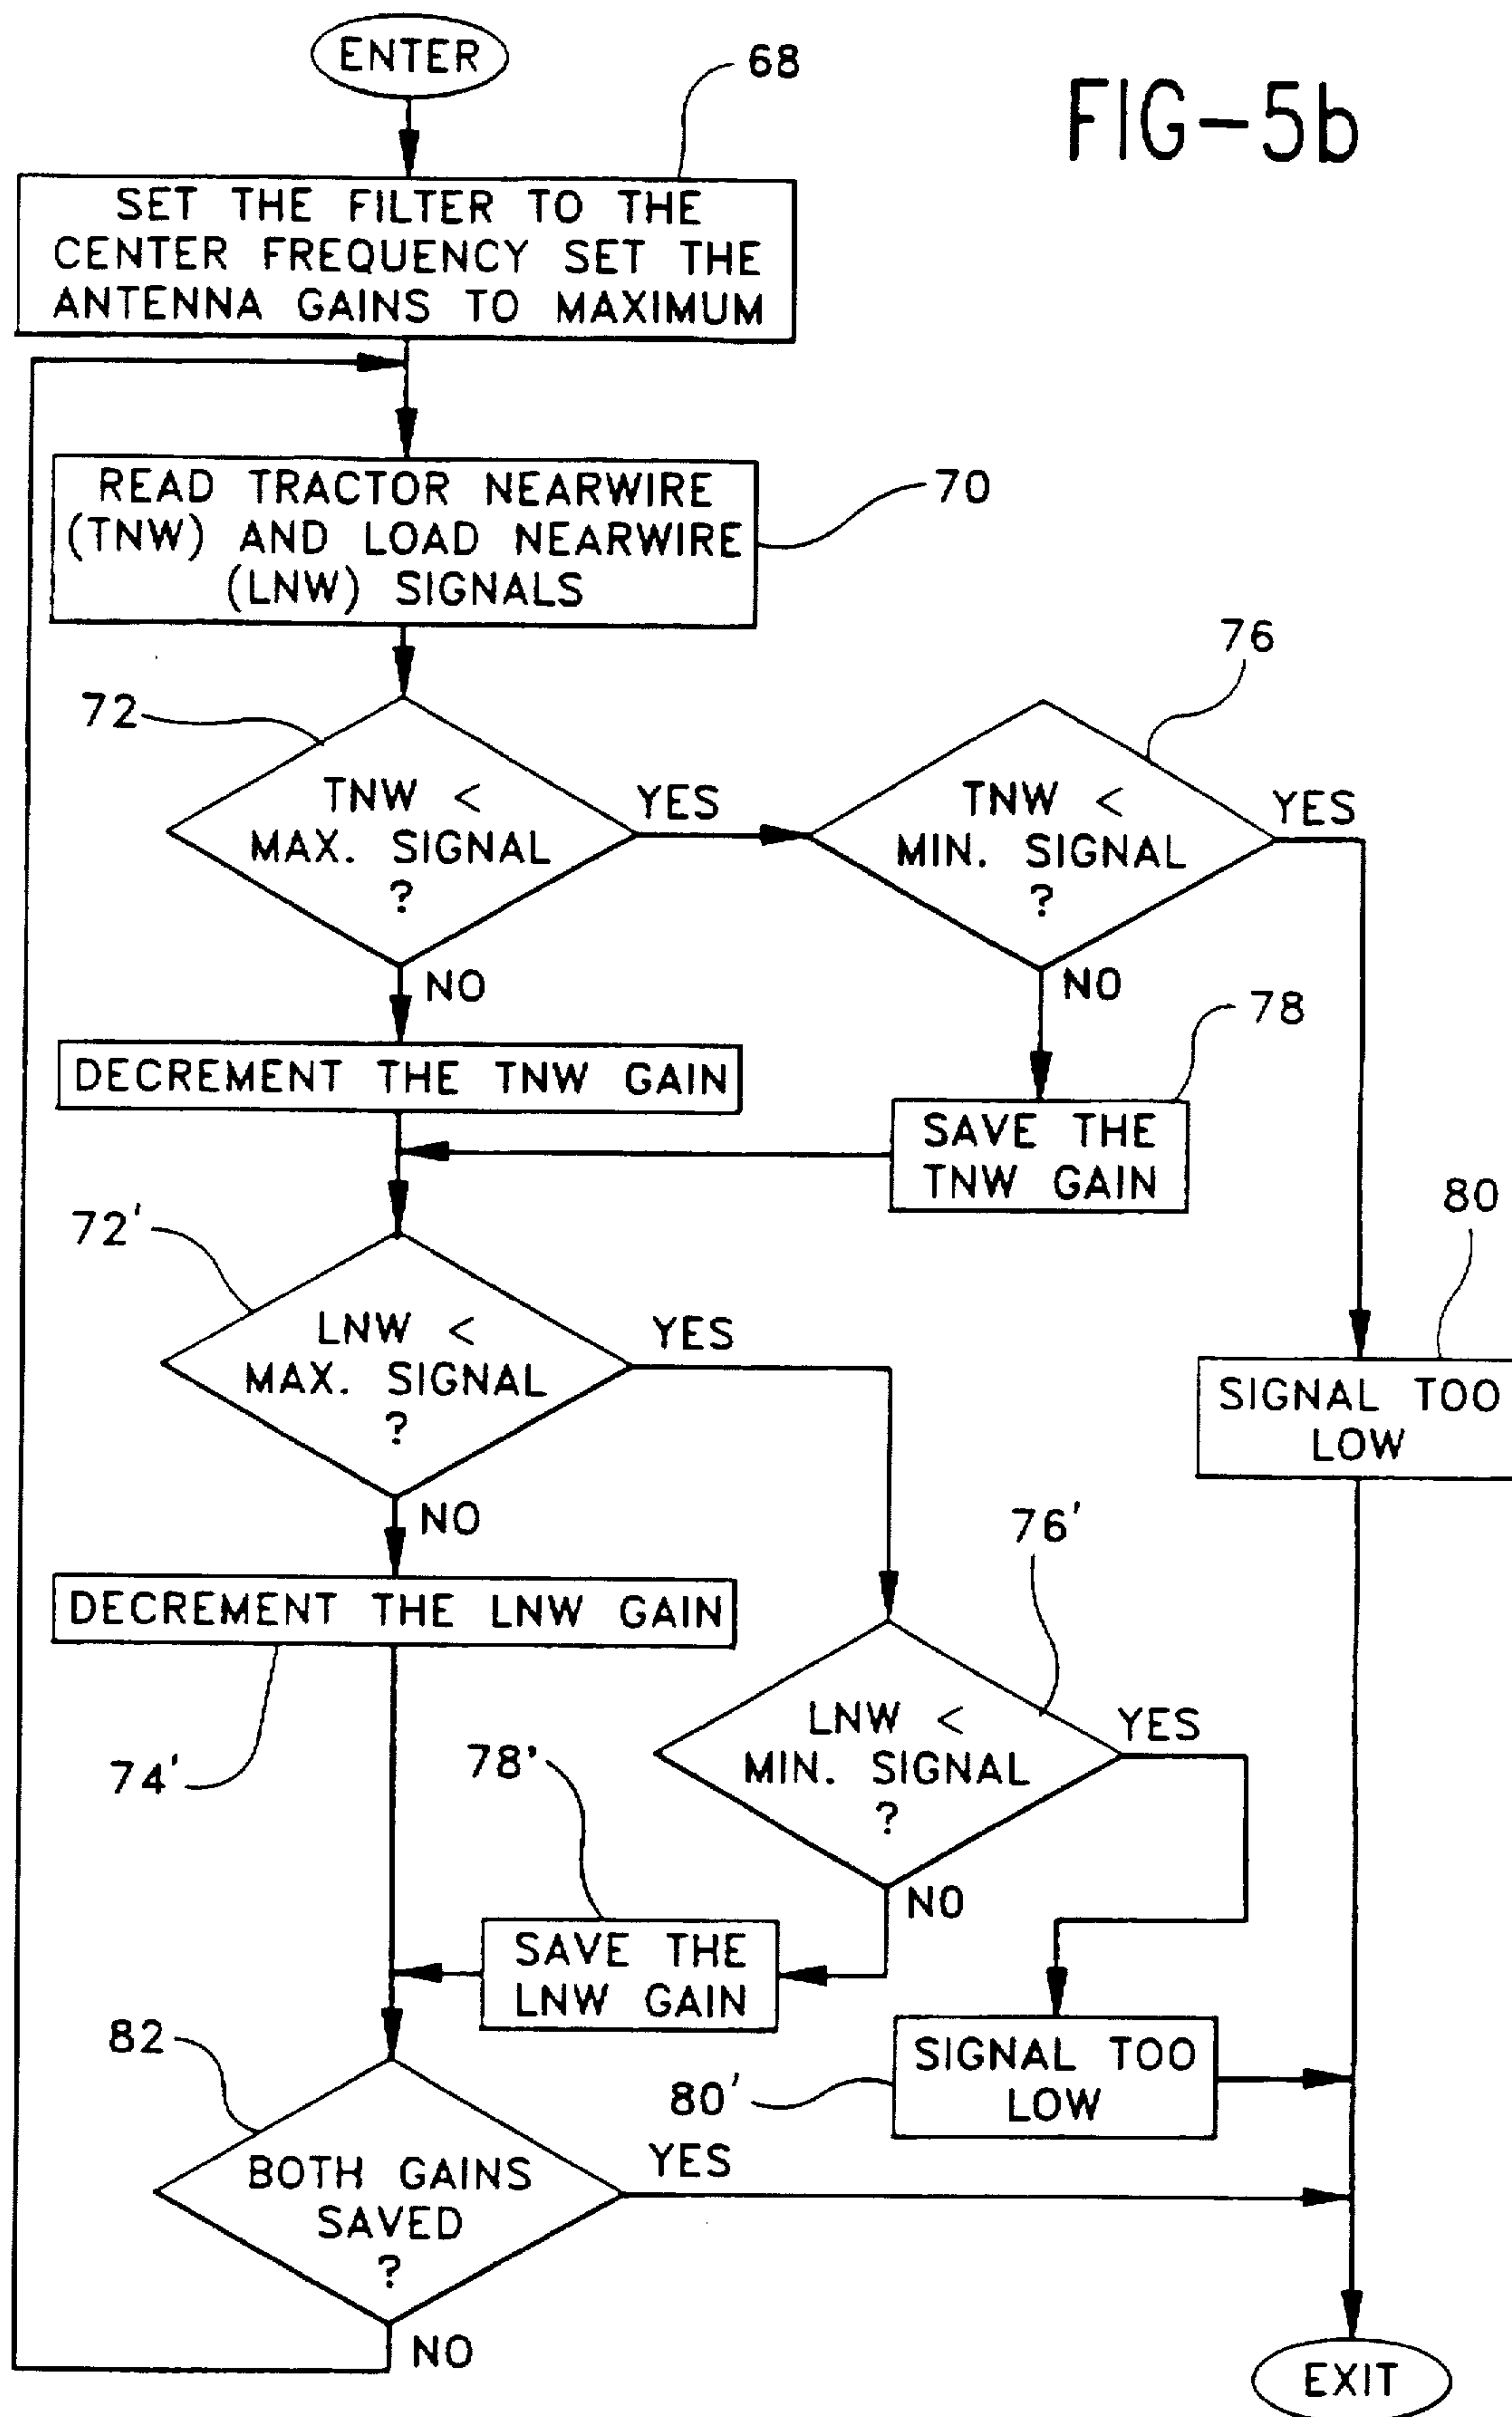 ENTER
68
FIG-5b
SET THE FILTER TO THE
CENTER FREQUENCY SET THE
ANTENNA GAINS TO MAXIMUM
READ TRACTOR NEARWIRE
(TNW) AND LOAD NEARWIRE
(LNW) SIGNALS
70
72
76
TNW <
MAX. SIGNAL
?
YES
TNW <
MIN. SIGNAL
?
YES
NO
NO
78
DECREMENT THE TNW GAIN
SAVE THE
TNW GAIN
80
72'
LNW <
MAX. SIGNAL
?
YES
SIGNAL TOO
LOW
NO
76'
DECREMENT THE LNW GAIN
74'
78'
LNW <
MIN. SIGNAL
?
YES
NO
SAVE THE
LNW GAIN
82
SIGNAL TOO
LOW
80'
BOTH GAINS
SAVED
?
YES
NO
EXIT